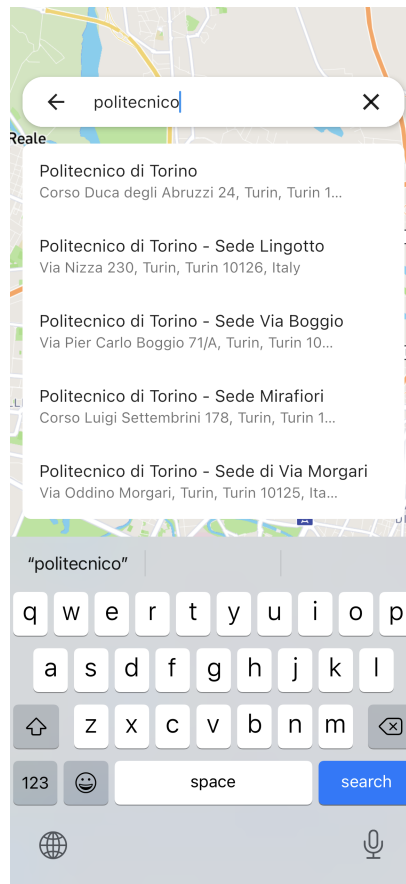 politecnico
Reale
Politecnico di Torino
Corso Duca degli Abruzzi 24, Turin, Turin 1...
Politecnico di Torino - Sede Lingotto
Via Nizza 230, Turin, Turin 10126, Italy
Politecnico di Torino - Sede Via Boggio
Via Pier Carlo Boggio 71/A, Turin, Turin 10...
Politecnico di Torino - Sede Mirafiori
Corso Luigi Settembrini 178, Turin, Turin 1...
Politecnico di Torino - Sede di Via Morgari
Via Oddino Morgari, Turin, Turin 10125, Ita...
“politecnico”
q w e r t y u i o p
a s d f g h j k l
z x c v b n m
123 space search